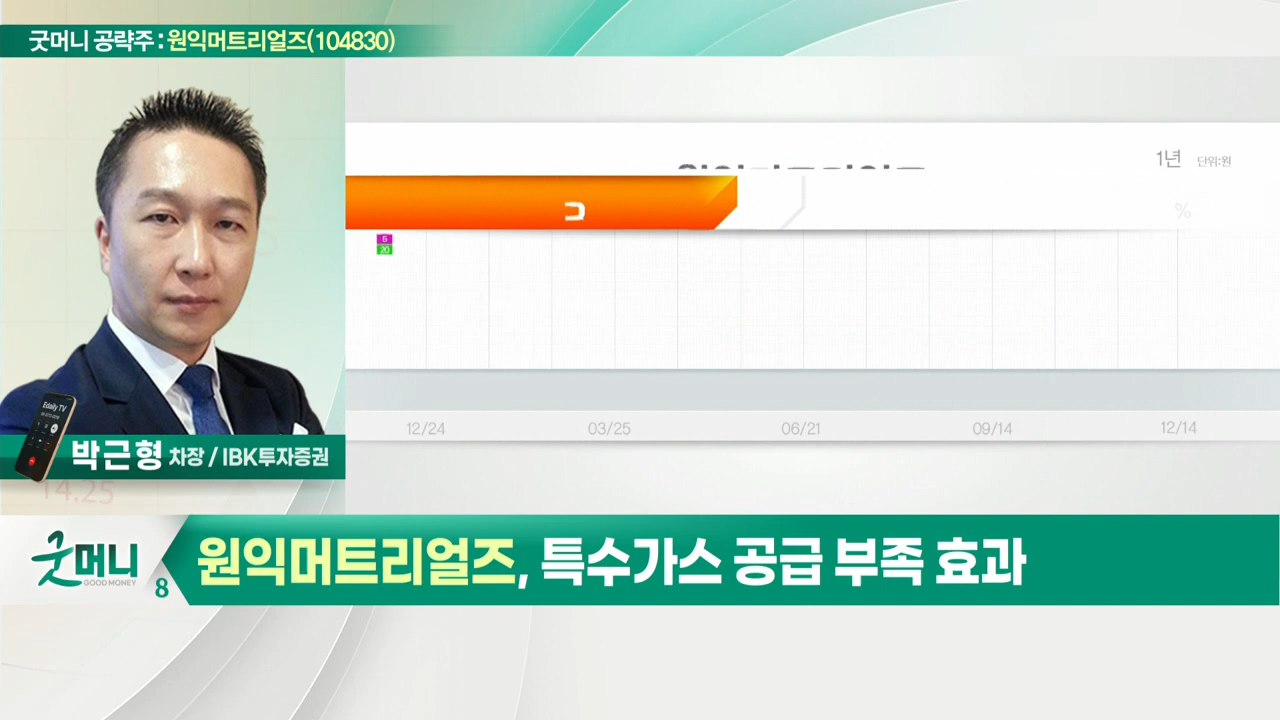 굿머니 공략주 : 원익머트리얼즈(104830)
1년 단위:원
%
5
20
12/24 03/25 06/21 09/14 12/14
Edaily TV
박근형 차장 / IBK투자증권
14.25
굿머니
GOOD MONEY
8
원익머트리얼즈, 특수가스 공급 부족 효과